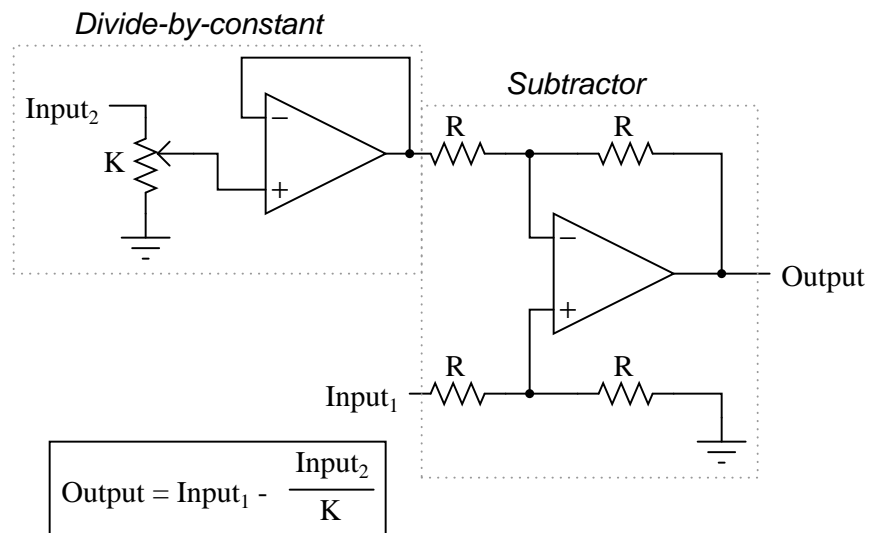 Divide-by-constant
Subtractor
Input₂
K
−
+
R
R
−
+
Output
Input₁
R
R
Output = Input₁ - Input₂
K